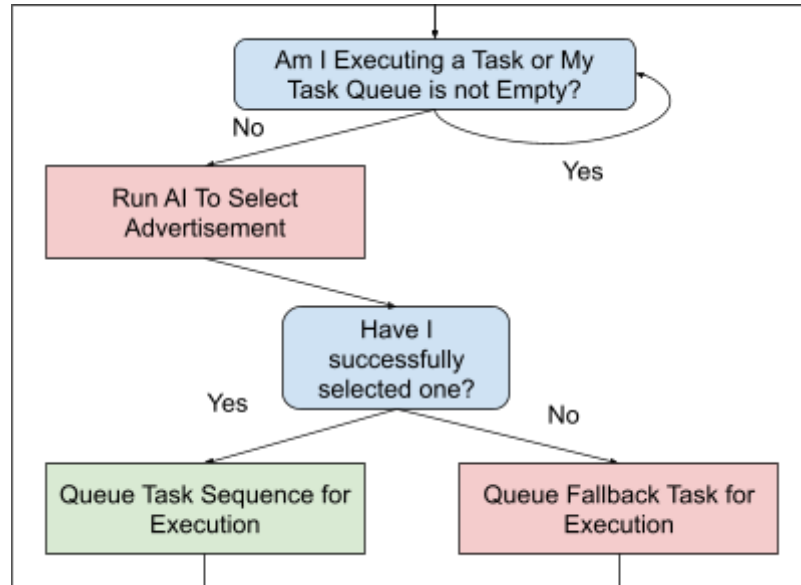 Am I Executing a Task or My
Task Queue is not Empty?
No
Yes
Run AI To Select
Advertisement
Have I
successfully
selected one?
Yes
No
Queue Task Sequence for
Execution
Queue Fallback Task for
Execution